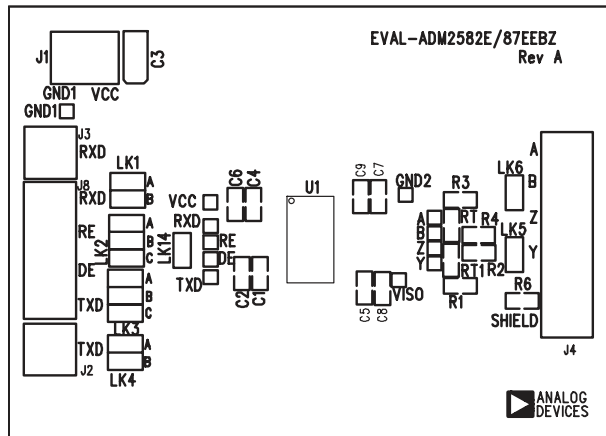 EVAL-ADM2582E/87EEBZ
Rev A
J1
C3
GND1 VCC
GND1
J3
RXD
LK1
A
B
J8
RXD
RE
LK2
A
B
C
DE
A
B
C
TXD
LK3
TXD
A
B
J2
LK4
VCC
RXD
LK14
RE
DE
TXD
C6
C4
C2
C1
U1
C9
C7
GND2
A
B
Z
Y
R3
RT
R4
R2
RT1
R1
C5
C8
VISO
LK6
LK5
A
B
Z
Y
R6
SHIELD
J4
ANALOG
DEVICES